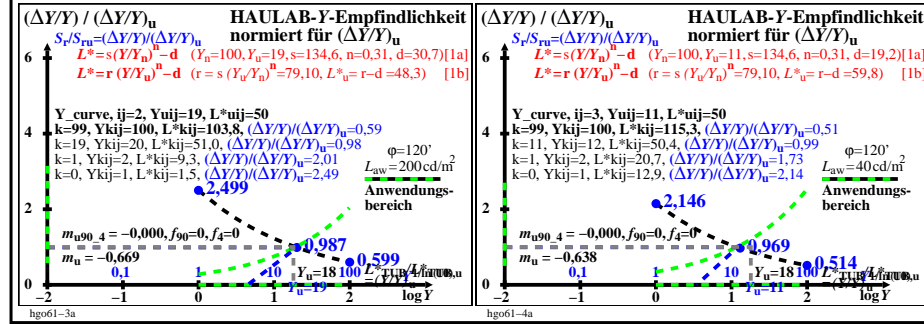 (ΔY/Y) / (ΔY/Y)u HAULAB-Y-Empfindlichkeit
Sr/Sru=(ΔY/Y)/(ΔY/Y)u normiert für (ΔY/Y)u
6 L*=s(Y/Yn)^n−d (Yn=100, Yu=19, s=134,6, n=0,31, d=30,7)[1a]
L*=r (Y/Yu)^n−d (r = s (Yu/Yn)^n=79,10, L*u= r−d =48,3) [1b]
Y_curve, ij=2, Yuij=19, L*uij=50
4 k=99, Ykij=100, L*kij=103,8, (ΔY/Y)/(ΔY/Y)u=0,59
k=19, Ykij=20, L*kij=51,0, (ΔY/Y)/(ΔY/Y)u=0,98
k=1, Ykij=2, L*kij=9,3, (ΔY/Y)/(ΔY/Y)u=2,01
k=0, Ykij=1, L*kij=1,5, (ΔY/Y)/(ΔY/Y)u=2,49
φ=120’
Law=200cd/m²
Anwendungs-
bereich
2,499
2
mu90_4 = −0,000, f90=0, f4=0
0,987
mu = −0,669
0,599
0,1 1 10 Yu=18 100
0
Yu=19 =(Y/Y)u
−2 −1 0 1 2 log Y
hgo61−3a
(ΔY/Y) / (ΔY/Y)u HAULAB-Y-Empfindlichkeit
Sr/Sru=(ΔY/Y)/(ΔY/Y)u normiert für (ΔY/Y)u
6 L*=s(Y/Yn)^n−d (Yn=100, Yu=11, s=134,6, n=0,31, d=19,2)[1a]
L*=r (Y/Yu)^n−d (r = s (Yu/Yn)^n=79,10, L*u= r−d =59,8) [1b]
Y_curve, ij=3, Yuij=11, L*uij=50
4 k=99, Ykij=100, L*kij=115,3, (ΔY/Y)/(ΔY/Y)u=0,51
k=11, Ykij=12, L*kij=50,4, (ΔY/Y)/(ΔY/Y)u=0,99
k=1, Ykij=2, L*kij=20,7, (ΔY/Y)/(ΔY/Y)u=1,73
k=0, Ykij=1, L*kij=12,9, (ΔY/Y)/(ΔY/Y)u=2,14
φ=120’
Law=40cd/m²
Anwendungs-
bereich
2,146
2
mu90_4 = −0,000, f90=0, f4=0
0,969
mu = −0,638
0,514
0,1 1 10 Yu=18 100
0
Yu=11
−2 −1 0 1 2 log Y
hgo61−4a